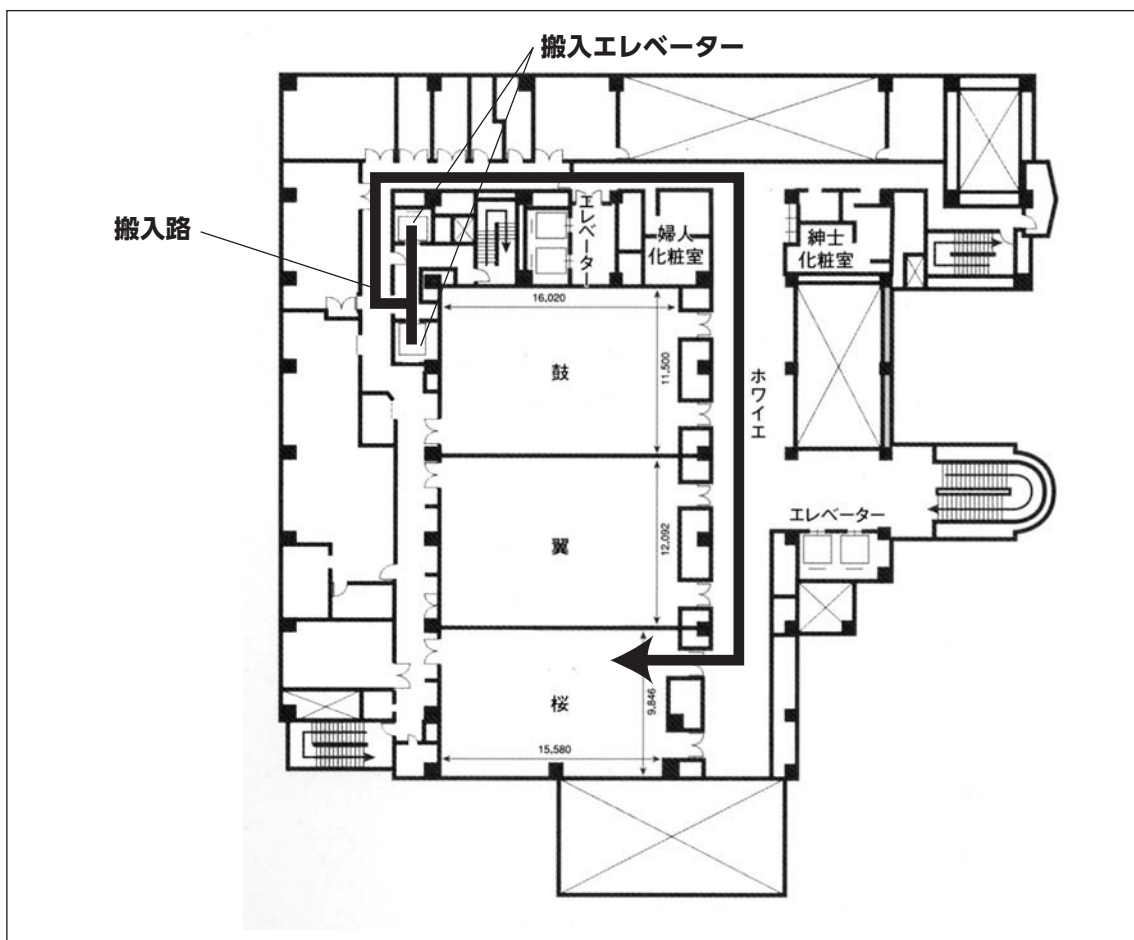 搬入エレベーター
搬入路
エレベーター
婦人
化粧室
紳士
化粧室
16,020
鼓
11,500
ホワイエ
翼
12,092
エレベーター
桜
9,846
15,580